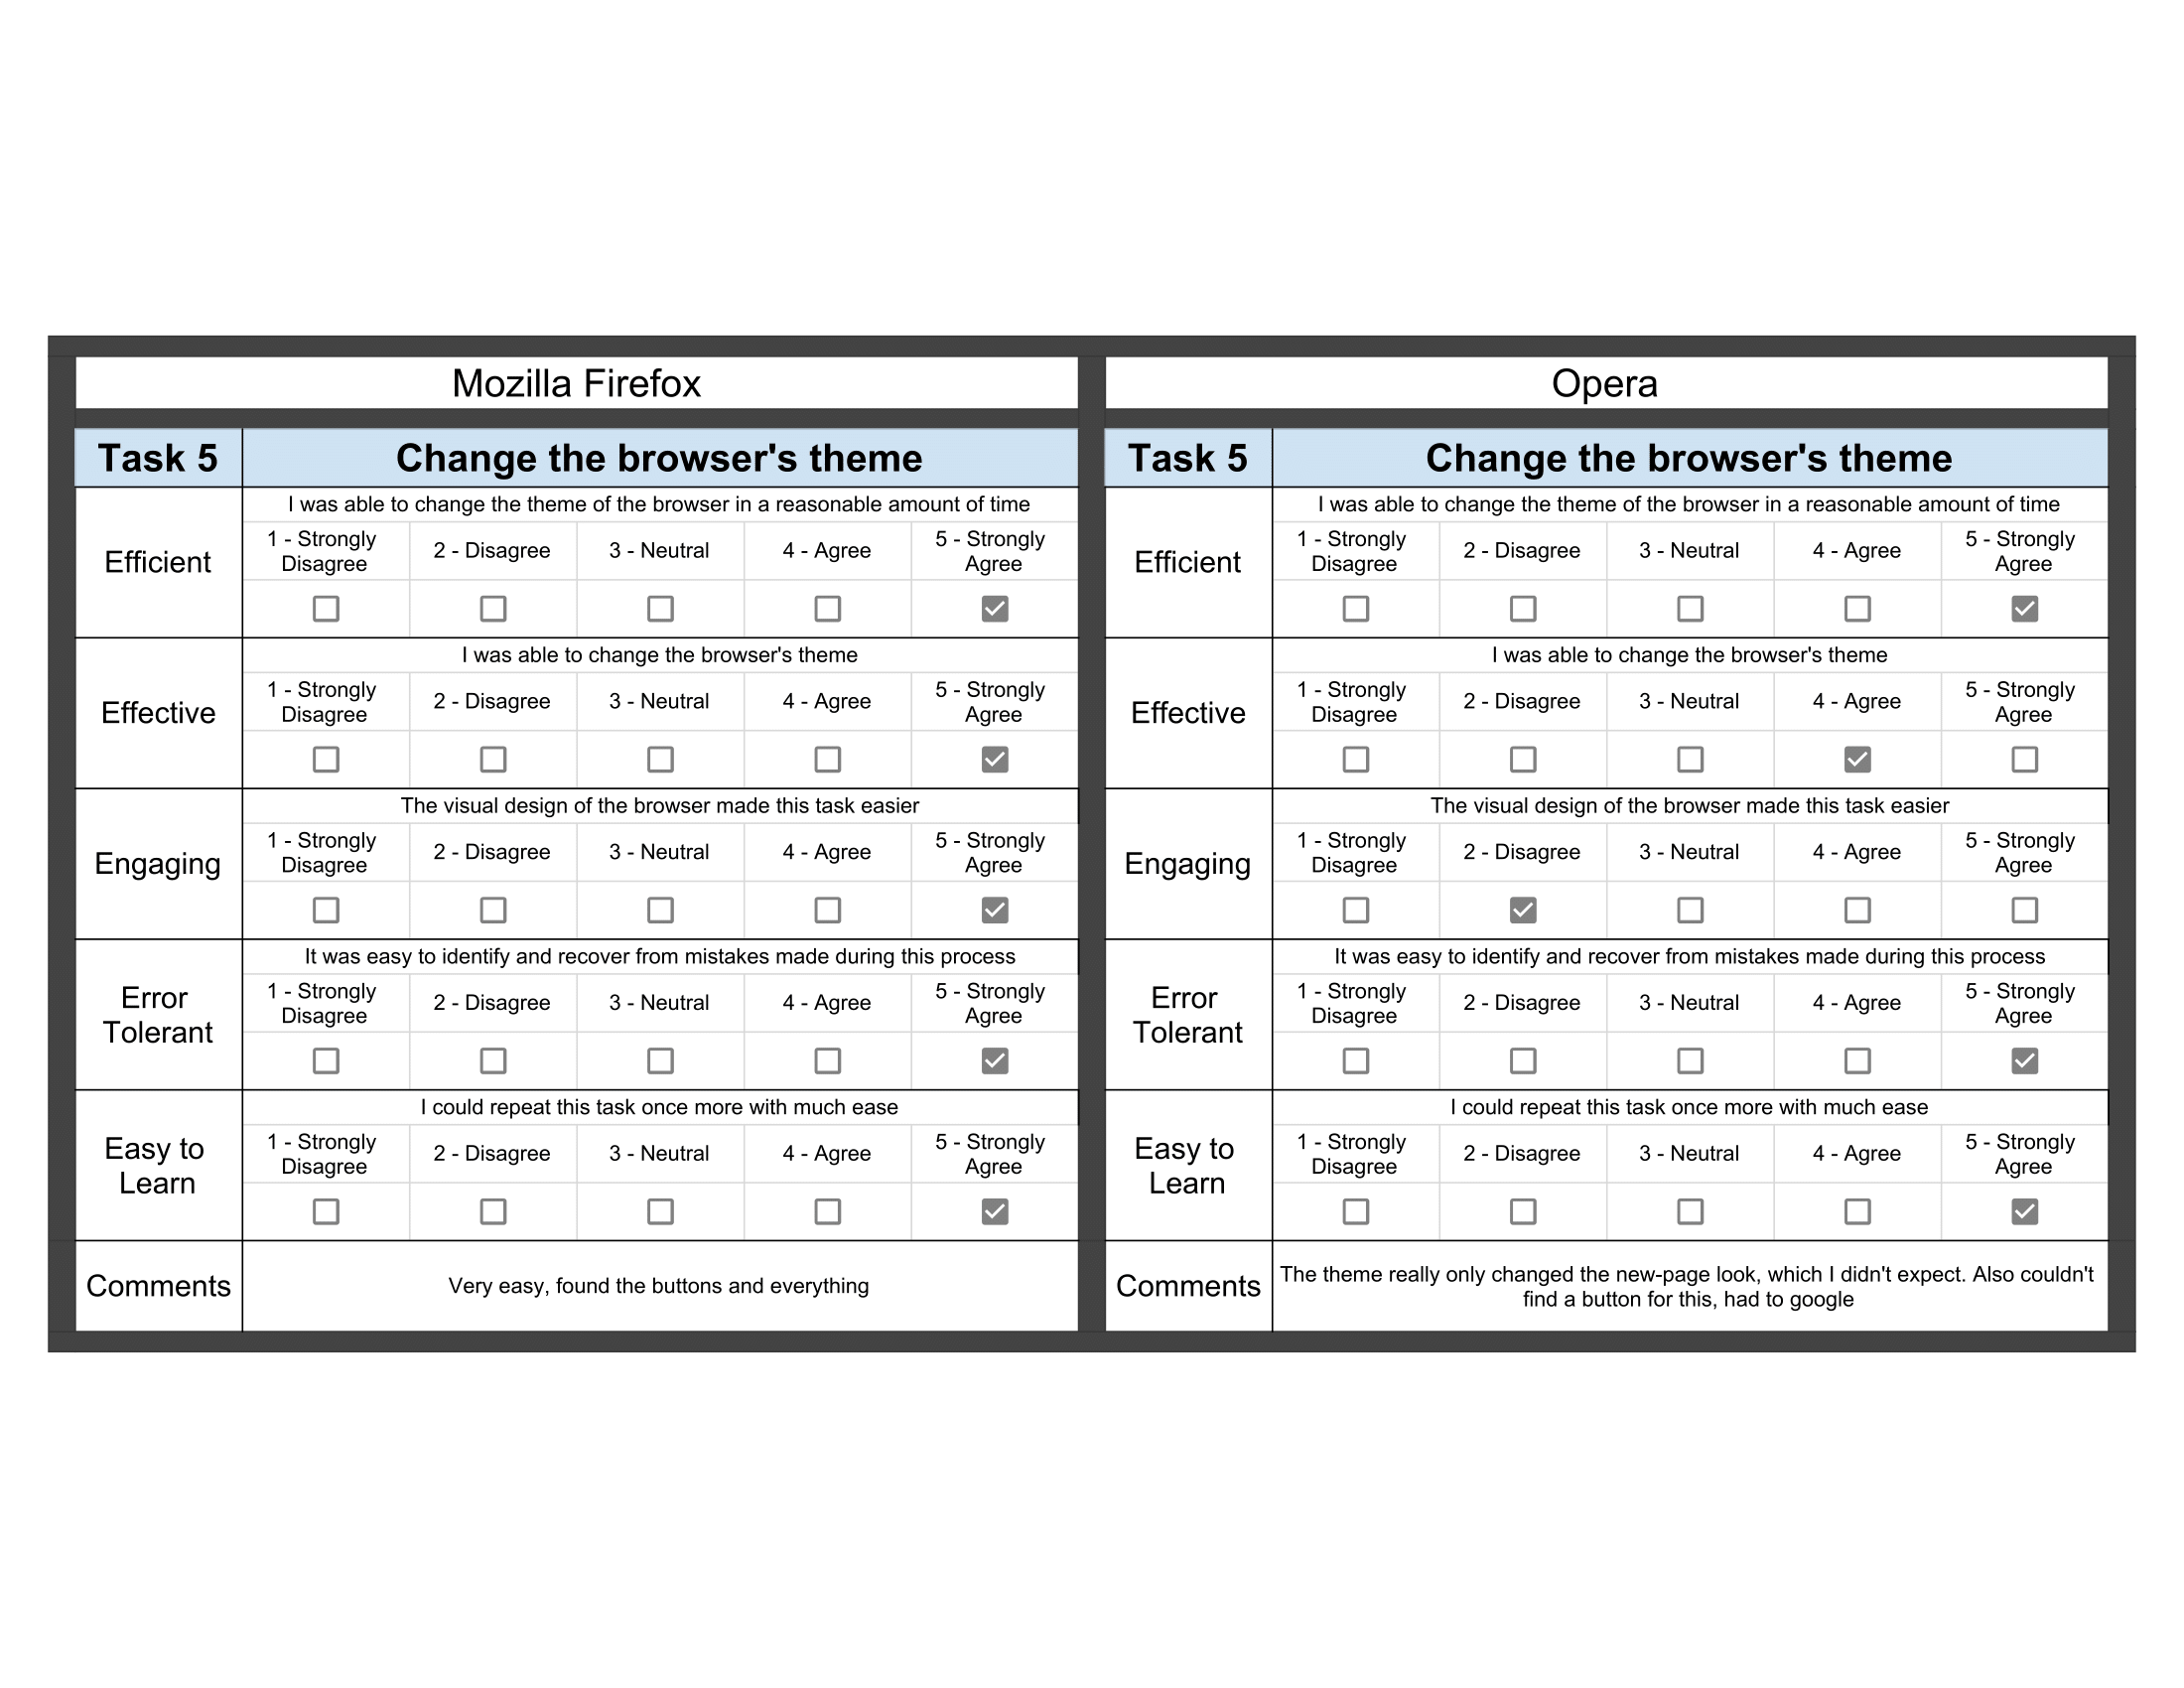 Mozilla Firefox
Task 5
Change the browser's theme
Efficient
I was able to change the theme of the browser in a reasonable amount of time
1 - Strongly
Disagree
2 - Disagree
3 - Neutral
4 - Agree
5 - Strongly
Agree
Effective
I was able to change the browser's theme
1 - Strongly
Disagree
2 - Disagree
3 - Neutral
4 - Agree
5 - Strongly
Agree
Engaging
The visual design of the browser made this task easier
1 - Strongly
Disagree
2 - Disagree
3 - Neutral
4 - Agree
5 - Strongly
Agree
Error
Tolerant
It was easy to identify and recover from mistakes made during this process
1 - Strongly
Disagree
2 - Disagree
3 - Neutral
4 - Agree
5 - Strongly
Agree
Easy to
Learn
I could repeat this task once more with much ease
1 - Strongly
Disagree
2 - Disagree
3 - Neutral
4 - Agree
5 - Strongly
Agree
Comments
Very easy, found the buttons and everything
Opera
Task 5
Change the browser's theme
Efficient
I was able to change the theme of the browser in a reasonable amount of time
1 - Strongly
Disagree
2 - Disagree
3 - Neutral
4 - Agree
5 - Strongly
Agree
Effective
I was able to change the browser's theme
1 - Strongly
Disagree
2 - Disagree
3 - Neutral
4 - Agree
5 - Strongly
Agree
Engaging
The visual design of the browser made this task easier
1 - Strongly
Disagree
2 - Disagree
3 - Neutral
4 - Agree
5 - Strongly
Agree
Error
Tolerant
It was easy to identify and recover from mistakes made during this process
1 - Strongly
Disagree
2 - Disagree
3 - Neutral
4 - Agree
5 - Strongly
Agree
Easy to
Learn
I could repeat this task once more with much ease
1 - Strongly
Disagree
2 - Disagree
3 - Neutral
4 - Agree
5 - Strongly
Agree
Comments
The theme really only changed the new-page look, which I didn't expect. Also couldn't
find a button for this, had to google